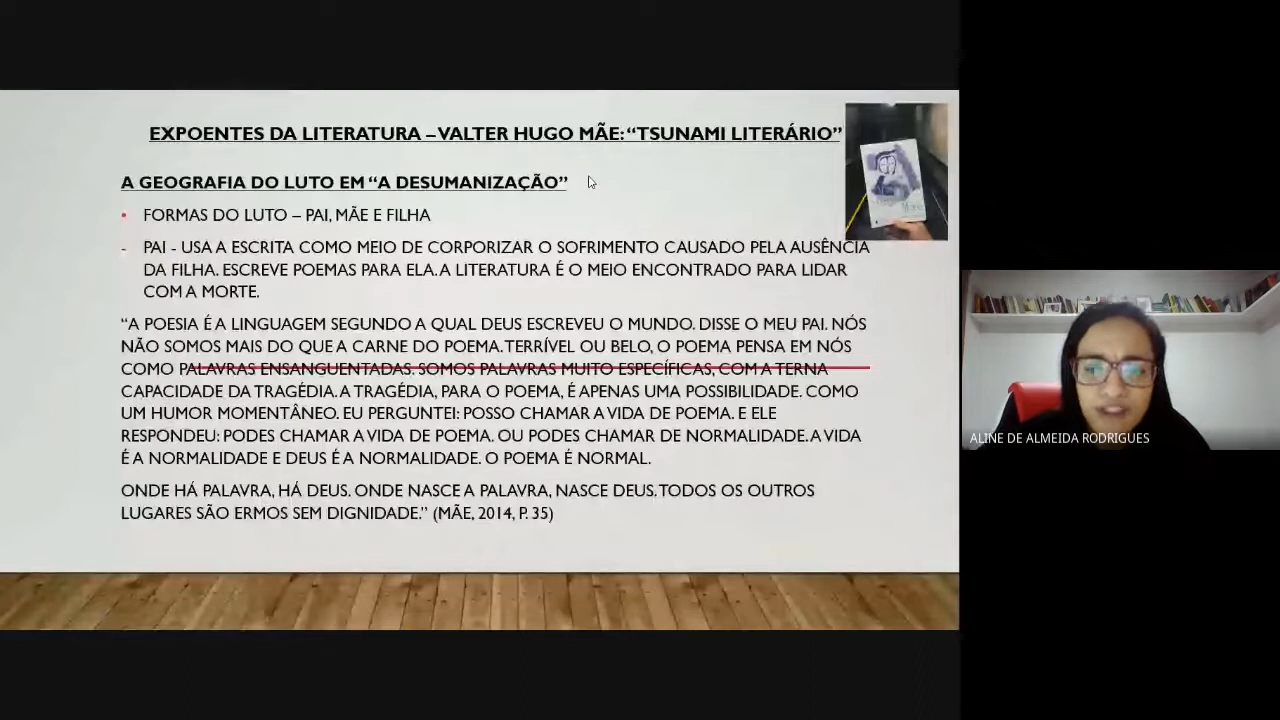 EXPOENTES DA LITERATURA – VALTER HUGO MÃE: “TSUNAMI LITERÁRIO”
A GEOGRAFIA DO LUTO EM “A DESUMANIZAÇÃO”
• FORMAS DO LUTO – PAI, MÃE E FILHA
- PAI - USA A ESCRITA COMO MEIO DE CORPORIZAR O SOFRIMENTO CAUSADO PELA AUSÊNCIA
DA FILHA. ESCREVE POEMAS PARA ELA. A LITERATURA É O MEIO ENCONTRADO PARA LIDAR
COM A MORTE.
“A POESIA É A LINGUAGEM SEGUNDO A QUAL DEUS ESCREVEU O MUNDO. DISSE O MEU PAI. NÓS
NÃO SOMOS MAIS DO QUE A CARNE DO POEMA. TERRÍVEL OU BELO, O POEMA PENSA EM NÓS
COMO PALAVRAS ENSANGUENTADAS. SOMOS PALAVRAS MUITO ESPECÍFICAS, COM A TERNA
CAPACIDADE DA TRAGÉDIA. A TRAGÉDIA, PARA O POEMA, É APENAS UMA POSSIBILIDADE. COMO
UM HUMOR MOMENTÂNEO. EU PERGUNTEI: POSSO CHAMAR A VIDA DE POEMA. E ELE
RESPONDEU: PODES CHAMAR A VIDA DE POEMA. OU PODES CHAMAR DE NORMALIDADE. A VIDA
É A NORMALIDADE E DEUS É A NORMALIDADE. O POEMA É NORMAL.
ONDE HÁ PALAVRA, HÁ DEUS. ONDE NASCE A PALAVRA, NASCE DEUS. TODOS OS OUTROS
LUGARES SÃO ERMOS SEM DIGNIDADE.” (MÃE, 2014, P. 35)
ALINE DE ALMEIDA RODRIGUES